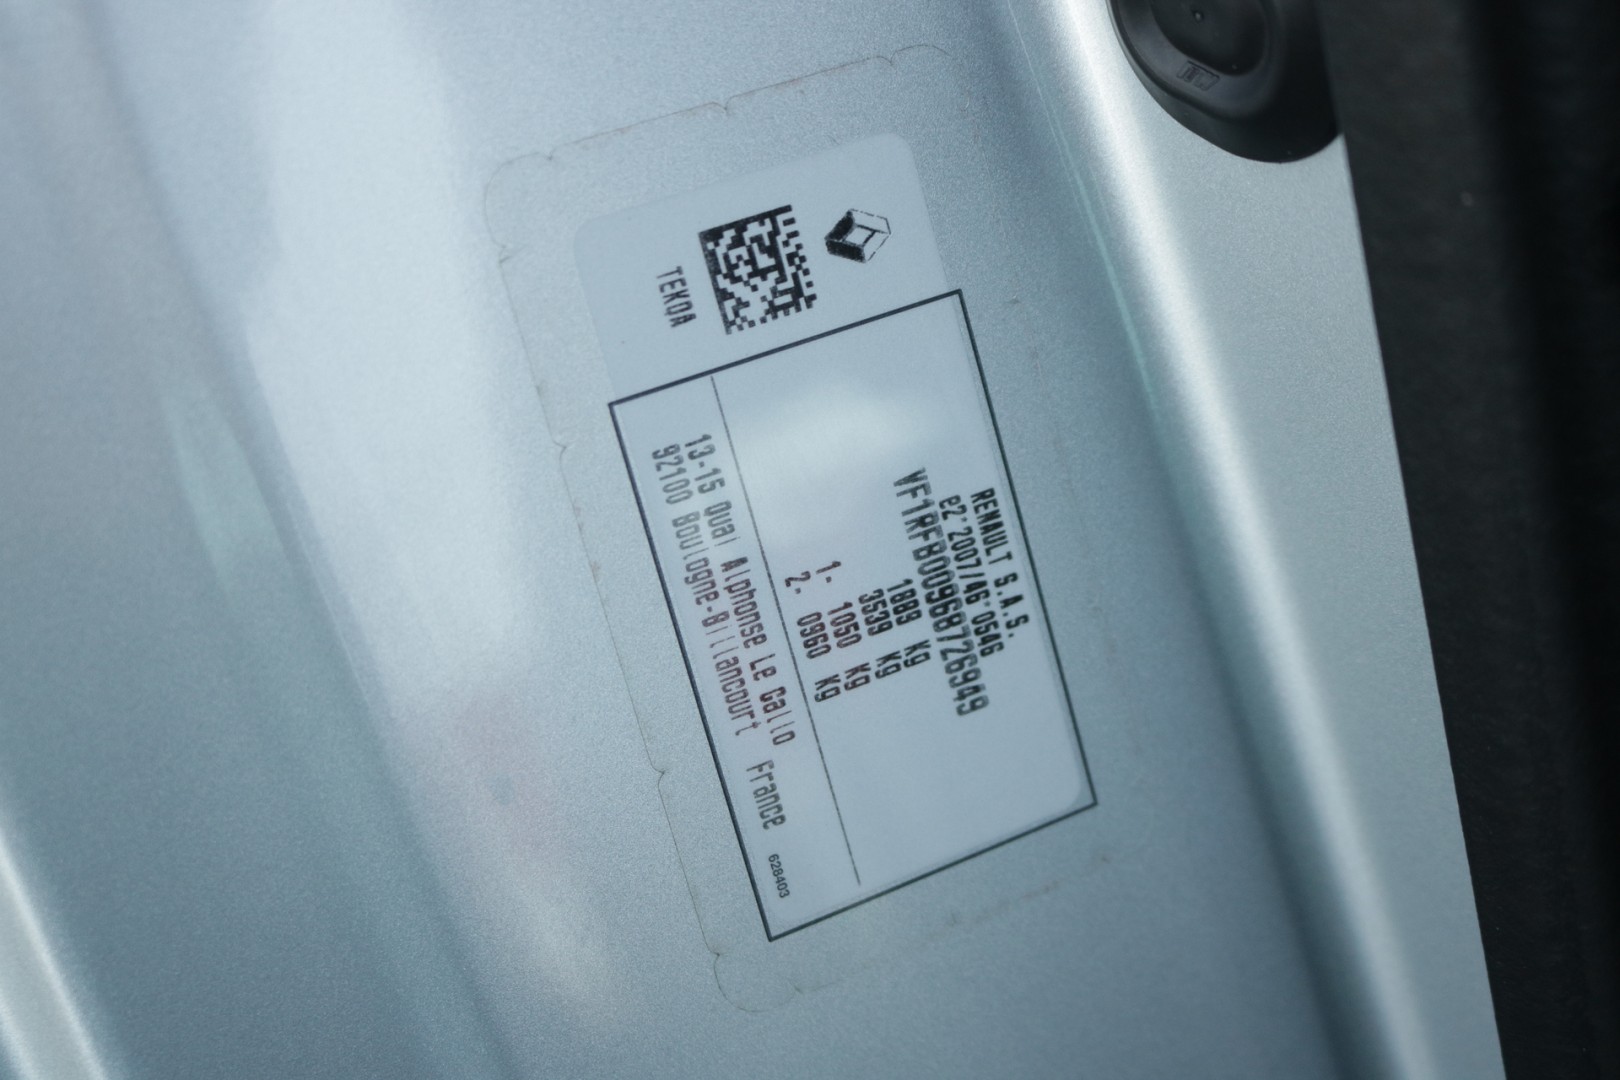 TEKQA
RENAULT S.A.S.
e2*2007/46*0546
VF1RFB00968726949
1889 kg
3539 kg
1- 1050 kg
2- 0960 kg
13-15 Quai Alphonse Le Gallo
92100 Boulogne-Billancourt France
628403